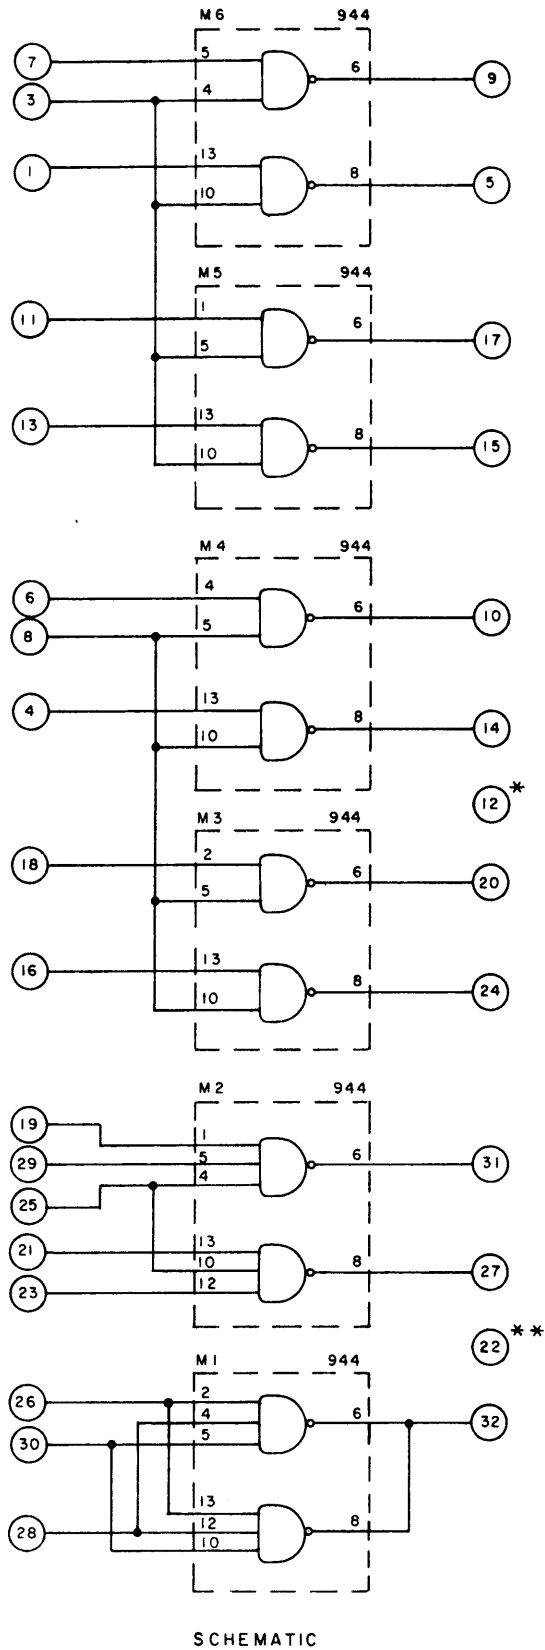 M6 944
7 5 6 9
3 4
1 13 8 5
10
M5 944
11 1 6 17
5
13 13 8 15
10
M4 944
6 4 6 10
8 5
4 13 8 14
10
12 *
M3 944
18 2 6 20
5
16 13 8 24
10
M2 944
19 1 6 31
29 5
25 4
21 13 8 27
10
23 12
22 **
M1 944
26 2 6 32
4
30 5
13
28 12 8
10
SCHEMATIC